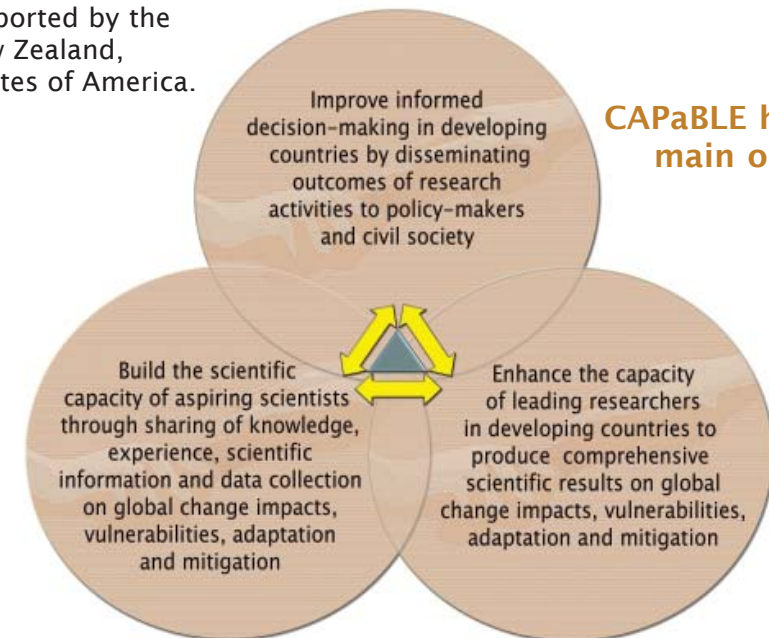 ported by the
Zealand,
tes of America.
CAPaBLE h
main o
Improve informed
decision-making in developing
countries by disseminating
outcomes of research
activities to policy-makers
and civil society
Build the scientific
capacity of aspiring scientists
through sharing of knowledge,
experience, scientific
information and data collection
on global change impacts,
vulnerabilities, adaptation
and mitigation
Enhance the capacity
of leading researchers
in developing countries to
produce comprehensive
scientific results on global
change impacts, vulnerabilities,
adaptation and mitigation